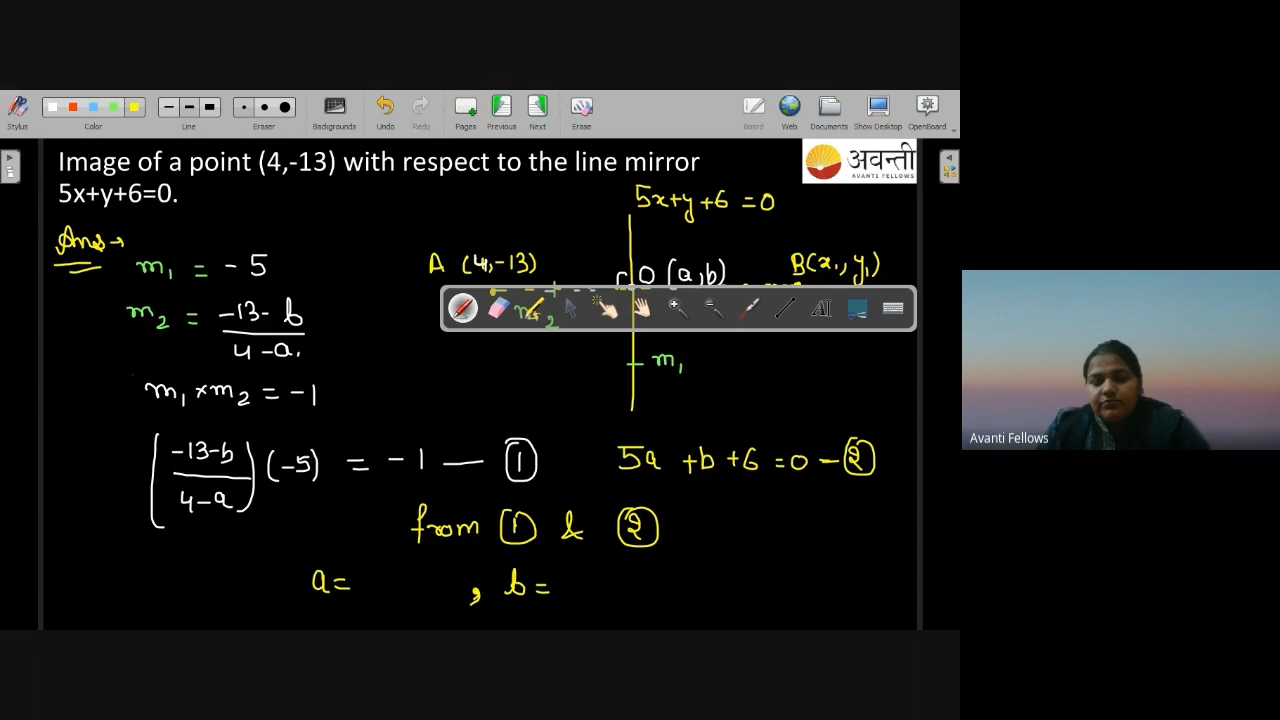 Stylus
Color
Line
Eraser
Backgrounds
Undo
Redo
Pages
Previous
Next
Erase
Board
Web
Documents
Show Desktop
OpenBoard
Image of a point (4,-13) with respect to the line mirror
5x+y+6=0.
अवन्ती
AVANTI FELLOWS
5x+y+6=0
Ans→
m₁ = -5
A (4,-13)
O (a,b)
B(x₁,y₁)
m₂ = (-13-b)/(4-a)
m₂
m₁
m₁×m₂ = -1
((-13-b)/(4-a))(-5) = -1 — ①
5a+b+6=0-②
from ① & ②
a= , b=
Avanti Fellows